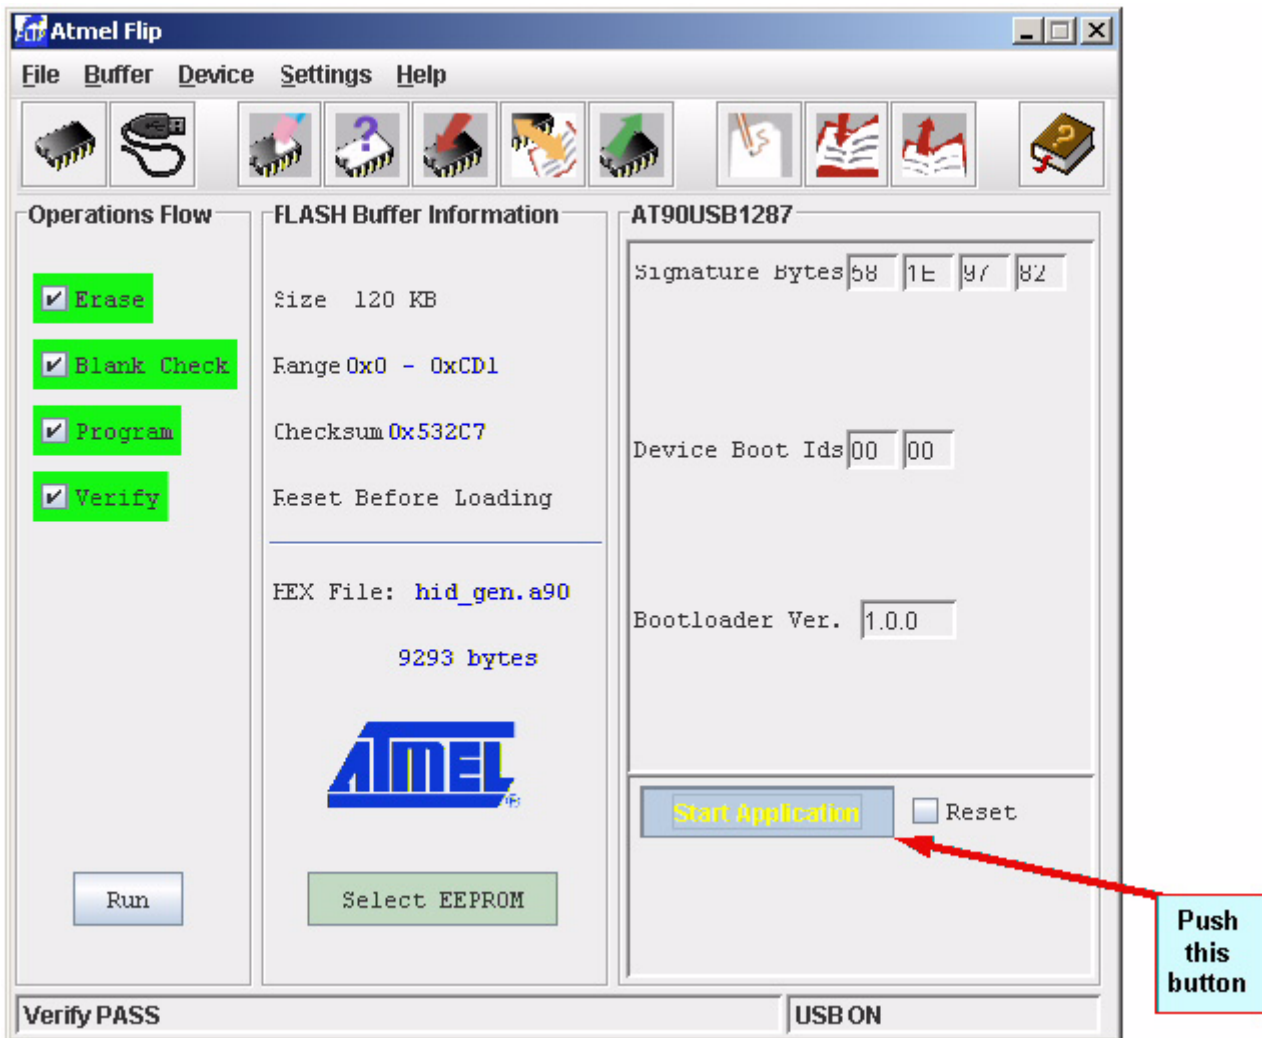 Atmel Flip
File Buffer Device Settings Help
Operations Flow
Erase
Blank Check
Program
Verify
Run
FLASH Buffer Information
Size 120 KB
Range 0x0 - 0xCD1
Checksum 0x532C7
Reset Before Loading
HEX File: hid_gen.a90
9293 bytes
ATMEL®
Select EEPROM
AT90USB1287
Signature Bytes 58 1E 97 82
Device Boot Ids 00 00
Bootloader Ver. 1.0.0
Start Application Reset
Push
this
button
Verify PASS
USB ON